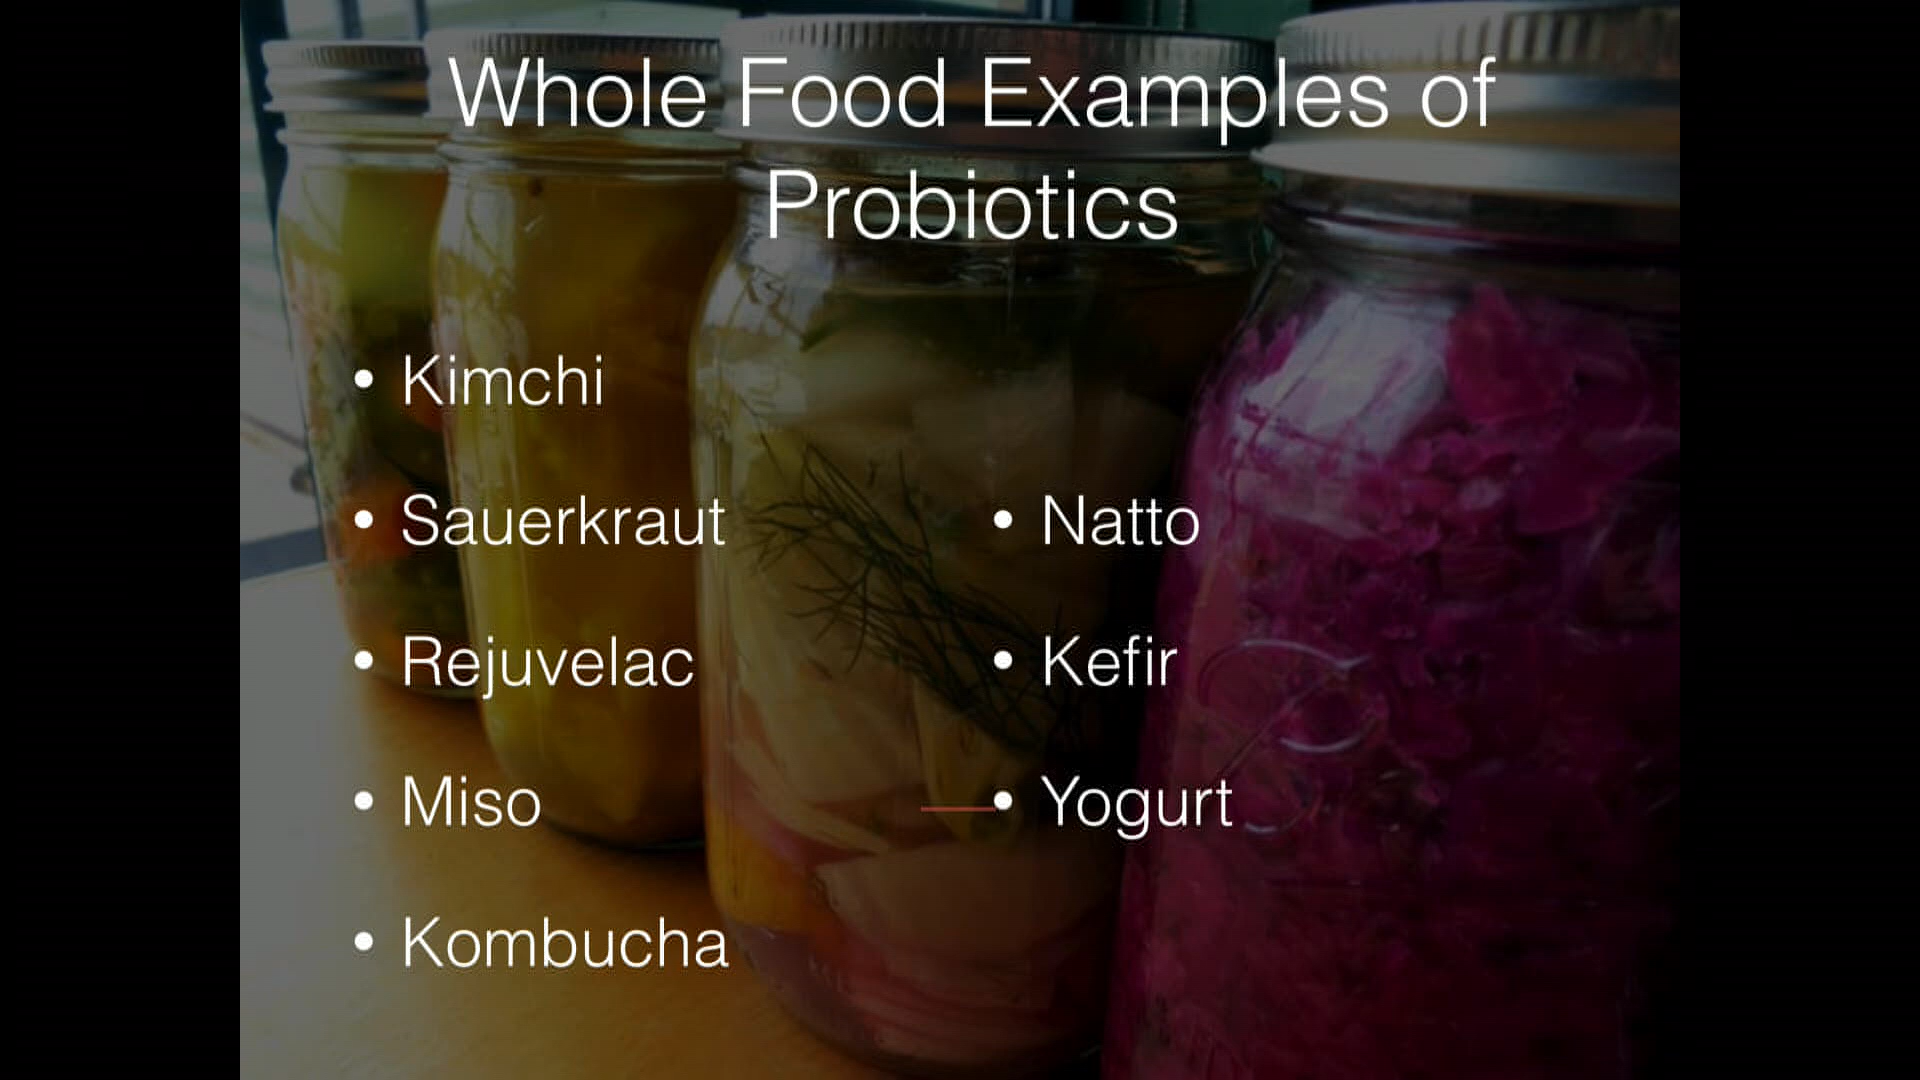 Whole Food Examples of
Probiotics
• Kimchi
• Sauerkraut
• Rejuvelac
• Miso
• Kombucha
• Natto
• Kefir
• Yogurt